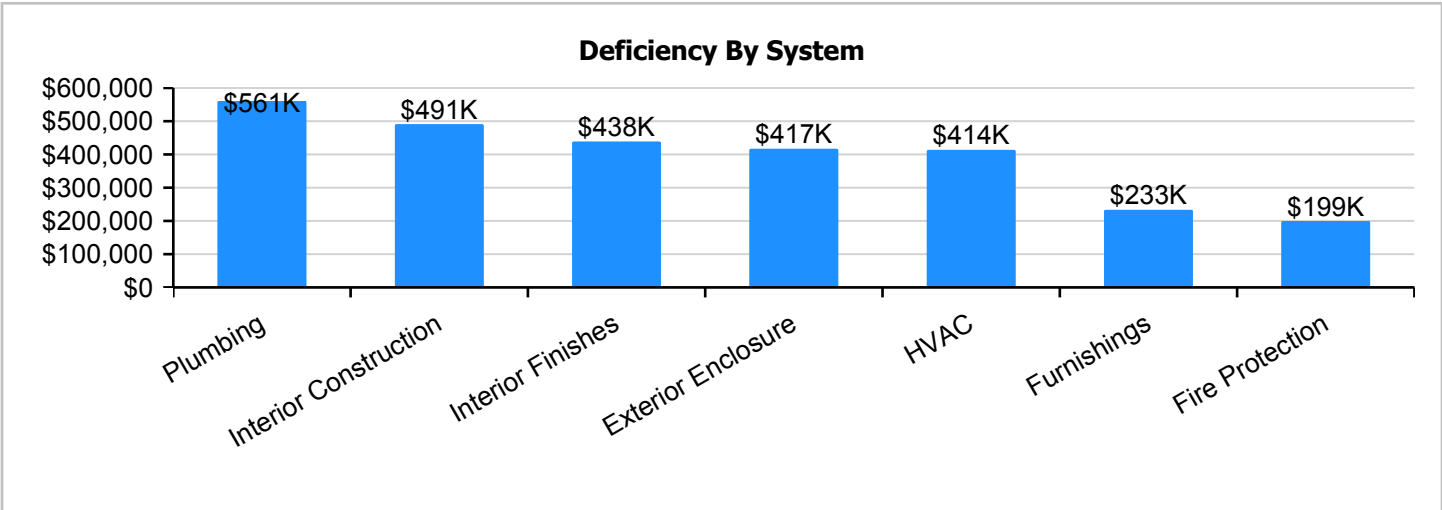 Deficiency By System
$600,000
$500,000
$400,000
$300,000
$200,000
$100,000
$0
$561K
$491K
$438K
$417K
$414K
$233K
$199K
Plumbing
Interior Construction
Interior Finishes
Exterior Enclosure
HVAC
Furnishings
Fire Protection